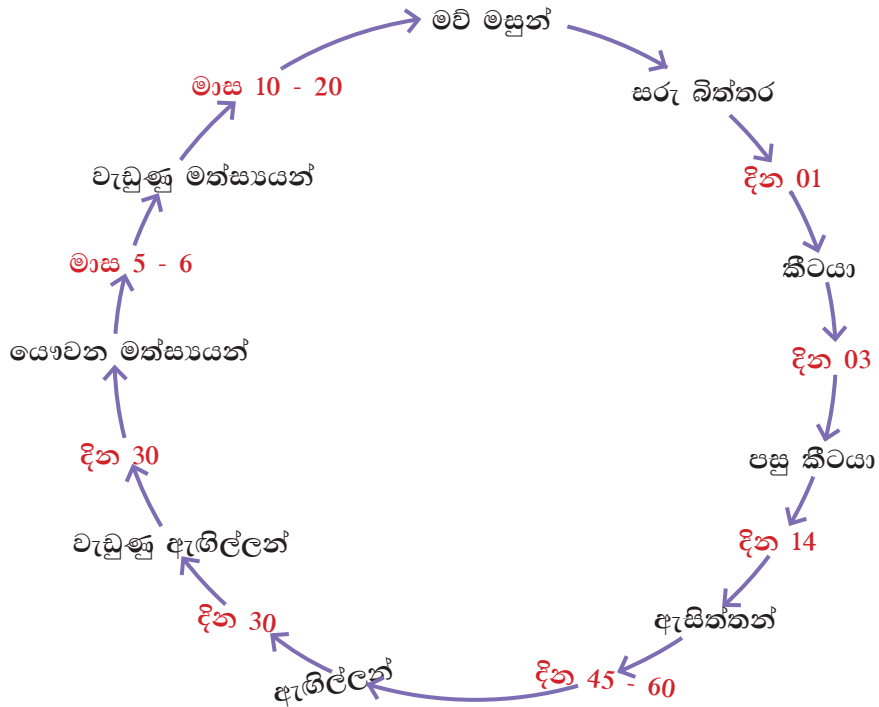 මව් මසුන්
සරු බිත්තර
දින 01
කීටයා
දින 03
පසු කීටයා
දින 14
ඇසිත්තන්
දින 45 - 60
ඇඟිල්ලන්
දින 30
වැඩුණු ඇඟිල්ලන්
දින 30
යෞවන මත්ස්‍යයන්
මාස 5 - 6
වැඩුණු මත්ස්‍යයන්
මාස 10 - 20